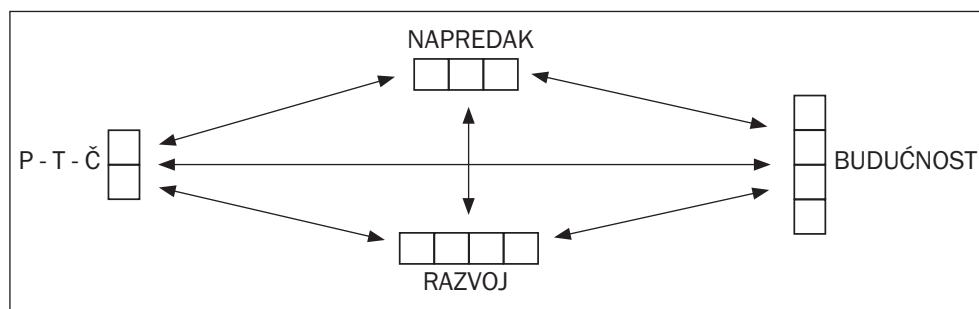 NAPREDAK
P - T - Č
BUDUĆNOST
RAZVOJ